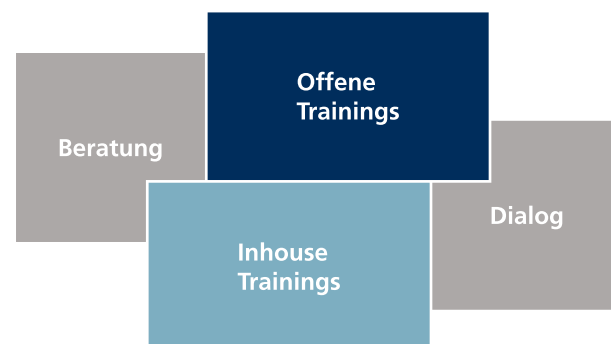 Offene
Trainings
Beratung
Dialog
Inhouse
Trainings